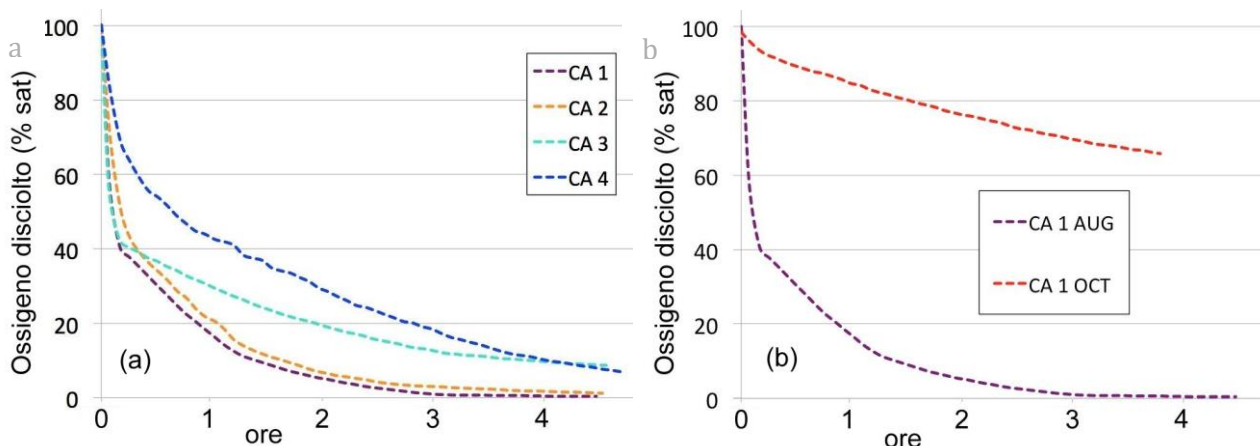 a
Ossigeno disciolto (% sat)
100
80
60
40
20
0
0 1 2 3 4
ore
CA 1
CA 2
CA 3
CA 4
(a)
b
Ossigeno disciolto (% sat)
100
80
60
40
20
0
0 1 2 3 4
ore
CA 1 AUG
CA 1 OCT
(b)